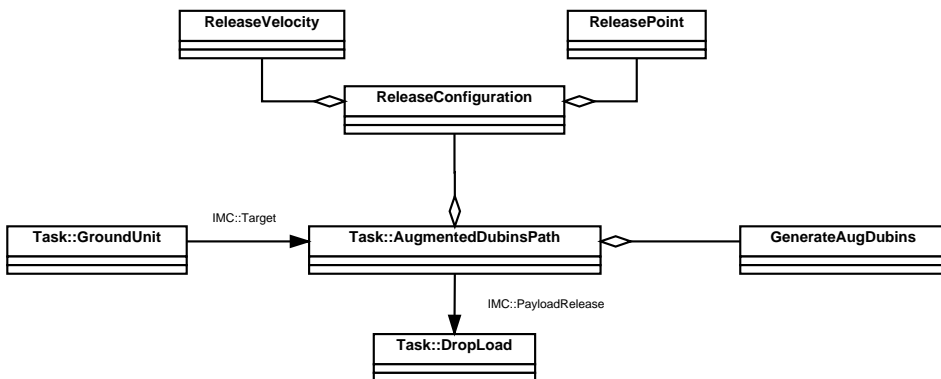 ReleaseVelocity
ReleasePoint
ReleaseConfiguration
IMC::Target
Task::GroundUnit
Task::AugmentedDubinsPath
GenerateAugDubins
IMC::PayloadRelease
Task::DropLoad